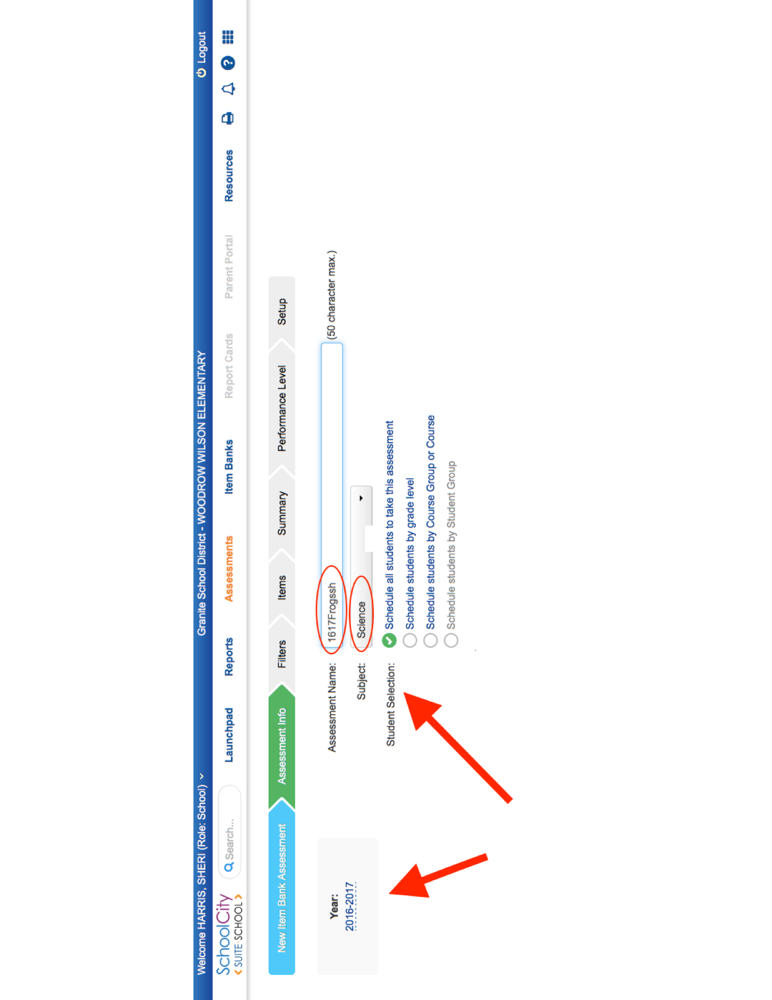 Welcome HARRIS, SHERI (Role: School)
Granite School District - WOODROW WILSON ELEMENTARY
Logout
SchoolCity
SUITE-SCHOOL
Search...
Launchpad
Reports
Assessments
Item Banks
Report Cards
Parent Portal
Resources
New Item Bank Assessment
Assessment Info
Filters
Items
Summary
Performance Level
Setup
Year:
2016-2017
Assessment Name: 1617Frogssh (50 character max.)
Subject: Science
Student Selection: Schedule all students to take this assessment
Schedule students by grade level
Schedule students by Course Group or Course
Schedule students by Student Group